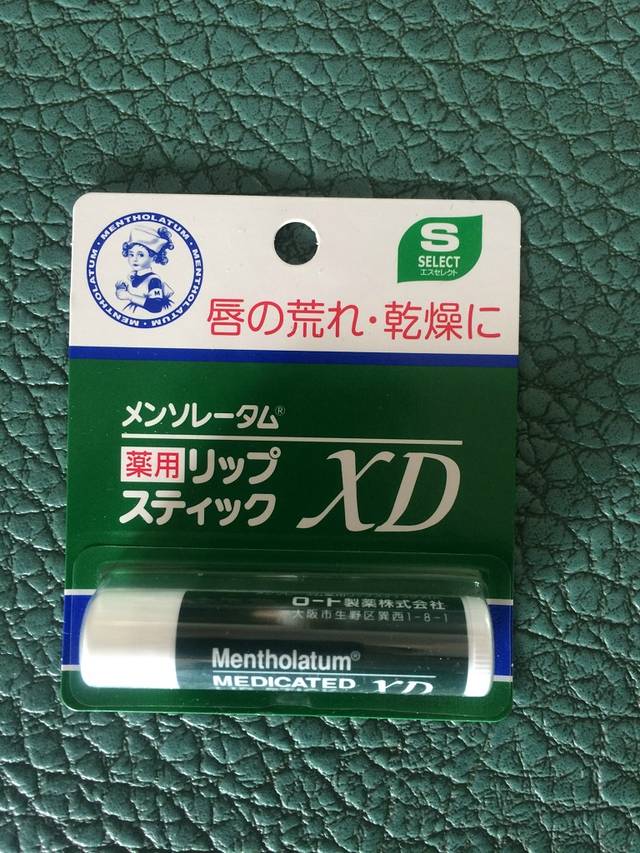 MENTHOLATUM · MENTHOLATUM · MENTHOLATUM ·
M
S
SELECT
エスセレクト
唇の荒れ・乾燥に
メンソレータム®
薬用リップ
スティック XD
ロート製薬株式会社
大阪市生野区巽西1-8-1
Mentholatum®
MEDICATED XD